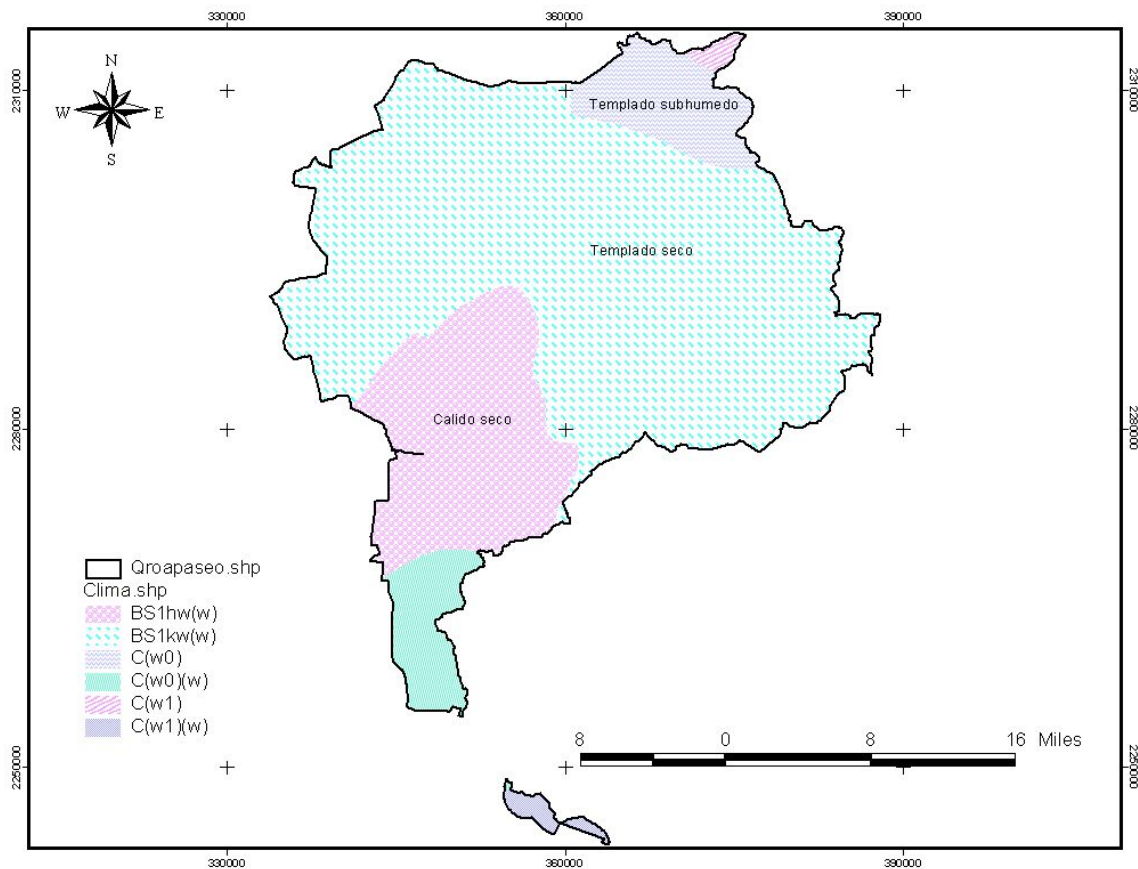 330000 360000 390000
N
W E
S
2310000 2310000
Templado subhumedo
Templado seco
Calido seco
2280000 2280000
Qroapaseo.shp
Clima.shp
BS1hw(w)
BS1kw(w)
C(w0)
C(w0)(w)
C(w1)
C(w1)(w)
8 0 8 16 Miles
2250000 2250000
330000 360000 390000